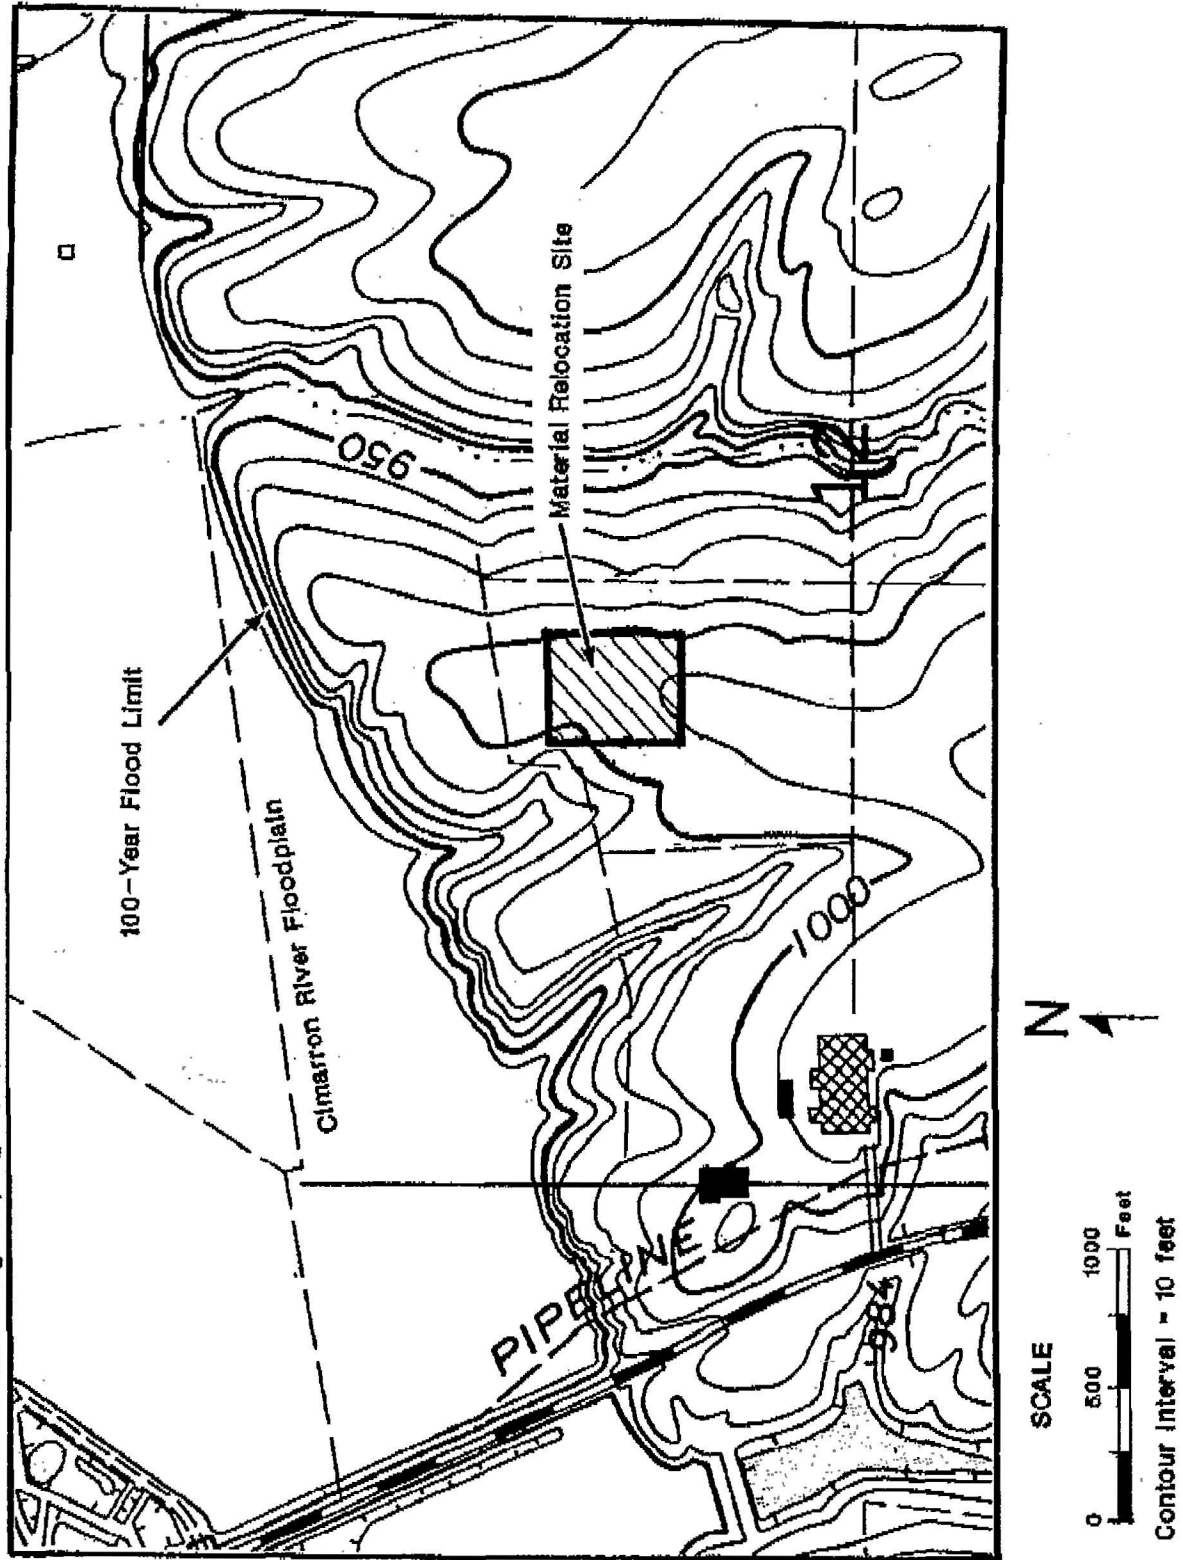 100-Year Flood Limit
Cimarron River Floodplain
950
Material Relocation Site
1000
PIPELINE
984
N
SCALE
0 500 1000 Feet
Contour Interval = 10 feet